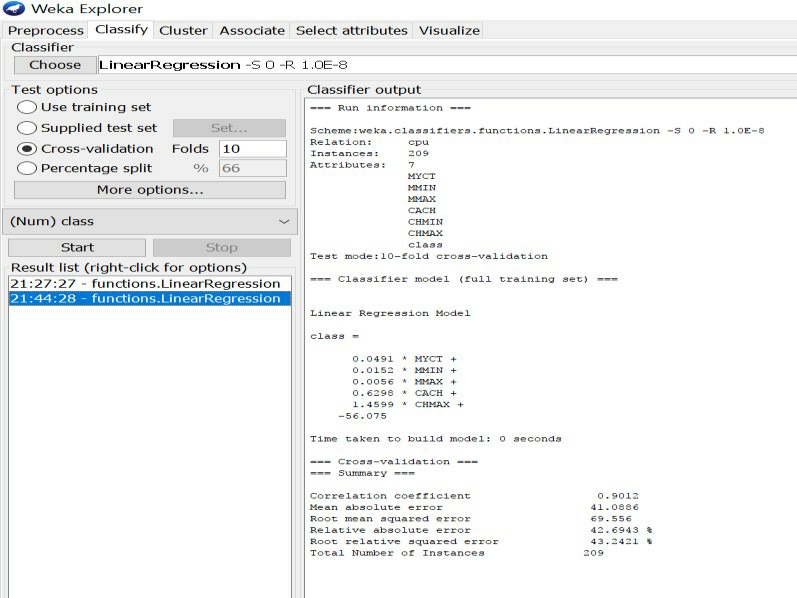 Weka Explorer
Preprocess Classify Cluster Associate Select attributes Visualize
Classifier
Choose LinearRegression -S 0 -R 1.0E-8
Test options
Use training set
Supplied test set Set...
Cross-validation Folds 10
Percentage split % 66
More options...
(Num) class
Start Stop
Result list (right-click for options)
21:27:27 - functions.LinearRegression
21:44:28 - functions.LinearRegression
Classifier output
=== Run information ===
Scheme:weka.classifiers.functions.LinearRegression -S 0 -R 1.0E-8
Relation: cpu
Instances: 209
Attributes: 7
MYCT
MMIN
MMAX
CACH
CHMIN
CHMAX
class
Test mode:10-fold cross-validation
=== Classifier model (full training set) ===
Linear Regression Model
class =
0.0491 * MYCT +
0.0152 * MMIN +
0.0056 * MMAX +
0.6298 * CACH +
1.4599 * CHMAX +
-56.075
Time taken to build model: 0 seconds
=== Cross-validation ===
=== Summary ===
Correlation coefficient 0.9012
Mean absolute error 41.0886
Root mean squared error 69.556
Relative absolute error 42.6943 %
Root relative squared error 43.2421 %
Total Number of Instances 209